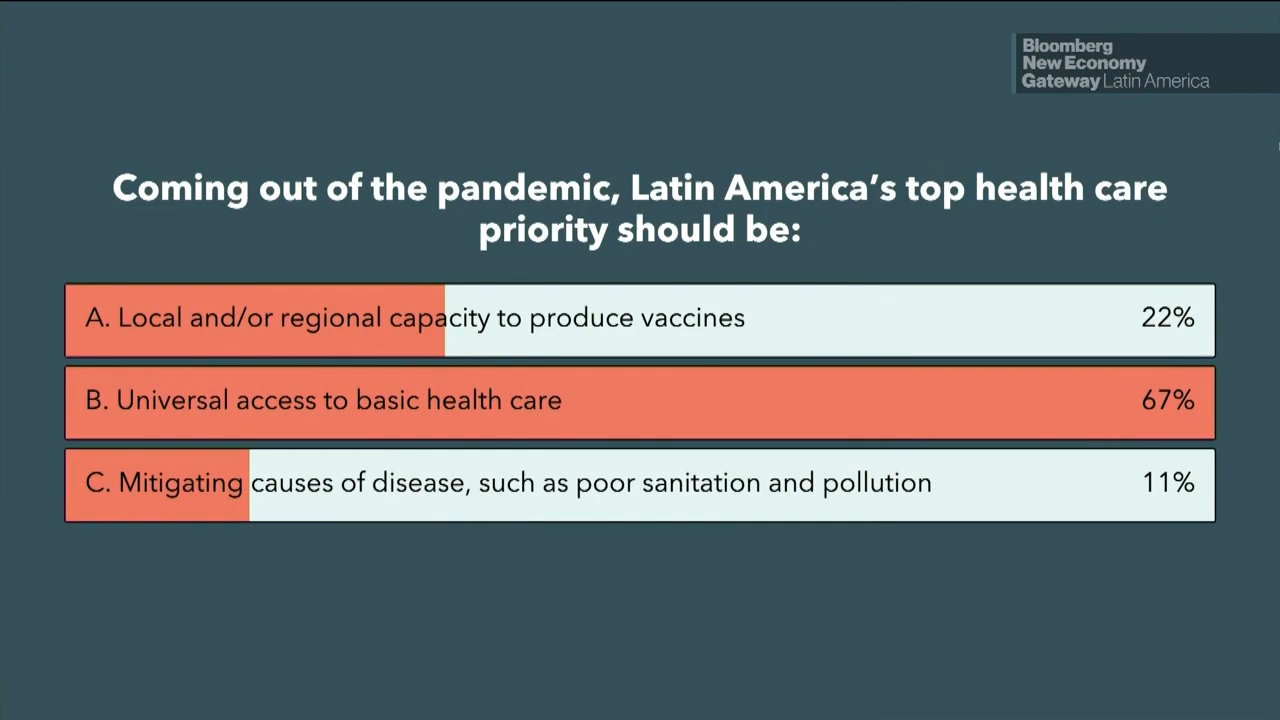 Bloomberg
New Economy
Gateway Latin America
Coming out of the pandemic, Latin America’s top health care
priority should be:
A. Local and/or regional capacity to produce vaccines 22%
B. Universal access to basic health care 67%
C. Mitigating causes of disease, such as poor sanitation and pollution 11%